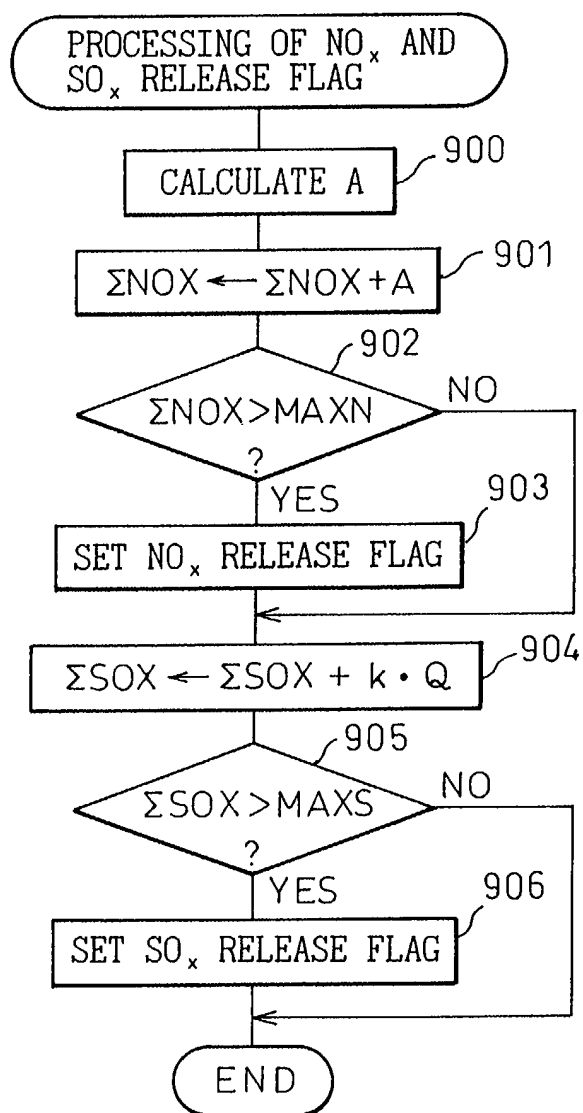 PROCESSING OF NOₓ AND
SOₓ RELEASE FLAG
900
CALCULATE A
901
ΣNOX ← ΣNOX+A
902
ΣNOX>MAXN
?
NO
YES
903
SET NOₓ RELEASE FLAG
904
ΣSOX ← ΣSOX + k・Q
905
ΣSOX>MAXS
?
NO
YES
906
SET SOₓ RELEASE FLAG
END